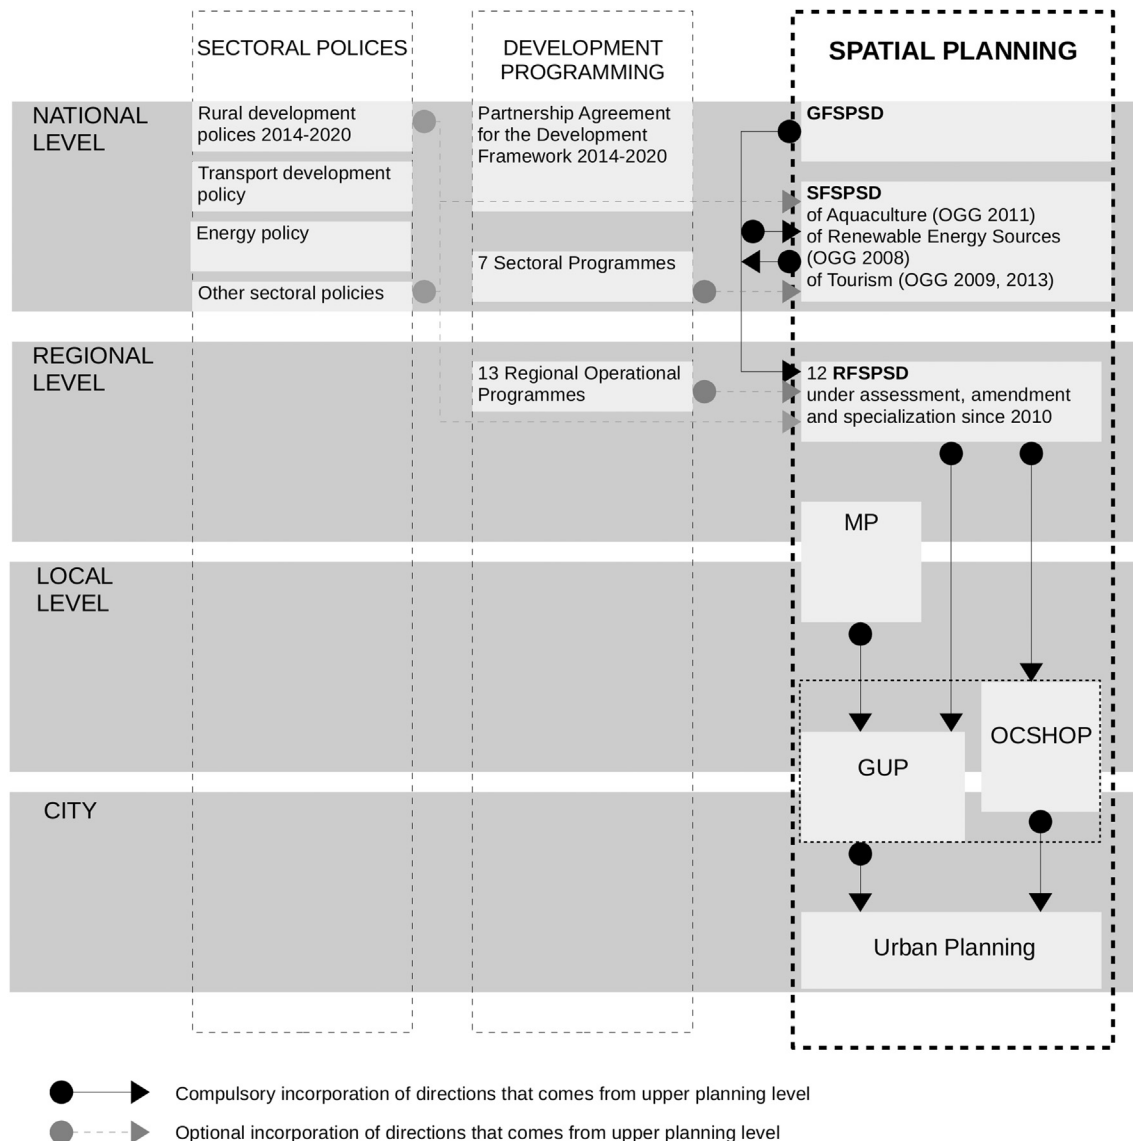 SECTORAL POLICES
DEVELOPMENT
PROGRAMMING
SPATIAL PLANNING
NATIONAL
LEVEL
Rural development
polices 2014-2020
Transport development
policy
Energy policy
Other sectoral policies
Partnership Agreement
for the Development
Framework 2014-2020
7 Sectoral Programmes
GFSPSD
SFSPSD
of Aquaculture (OGG 2011)
of Renewable Energy Sources
(OGG 2008)
of Tourism (OGG 2009, 2013)
REGIONAL
LEVEL
13 Regional Operational
Programmes
12 RFSPSD
under assessment, amendment
and specialization since 2010
MP
LOCAL
LEVEL
OCSHOP
GUP
CITY
Urban Planning
Compulsory incorporation of directions that comes from upper planning level
Optional incorporation of directions that comes from upper planning level